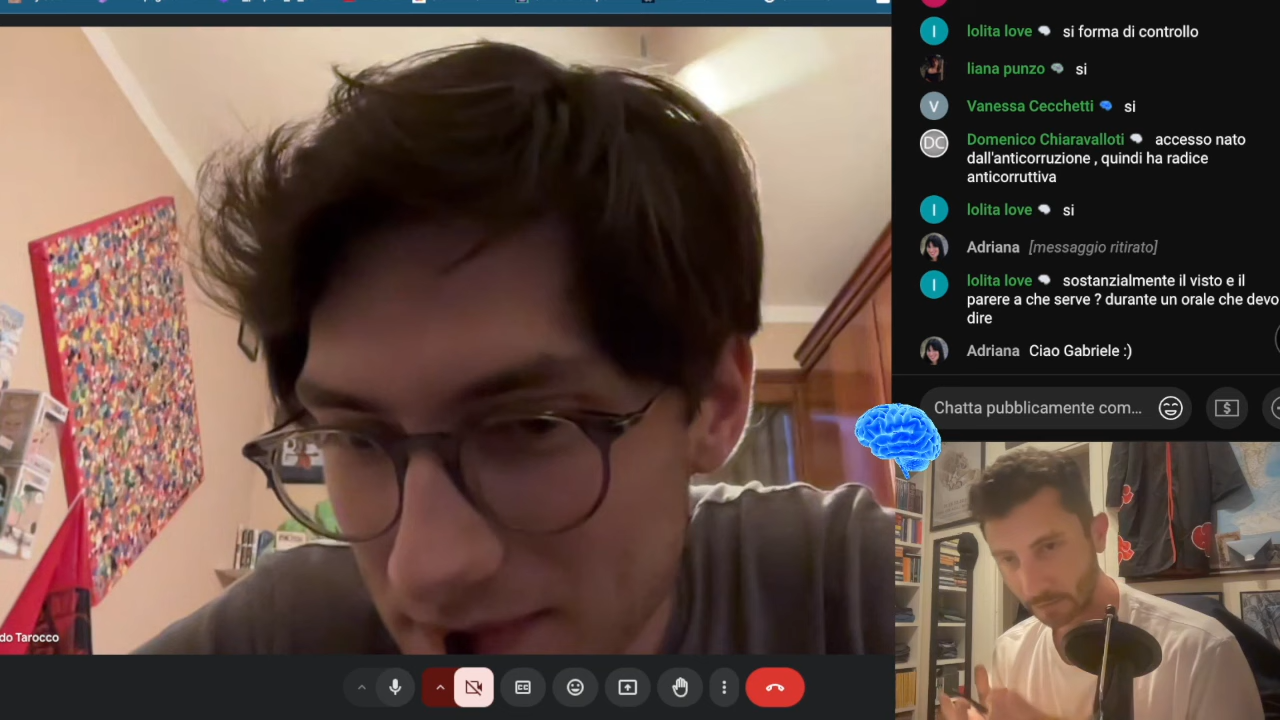 lolita love si forma di controllo
liana punzo si
Vanessa Cecchetti si
Domenico Chiaravalloti accesso nato
dall'anticorruzione , quindi ha radice
anticorruttiva
lolita love si
Adriana [messaggio ritirato]
lolita love sostanzialmente il visto e il
parere a che serve ? durante un orale che devo
dire
Adriana Ciao Gabriele :)
Chatta pubblicamente com...
do Tarocco